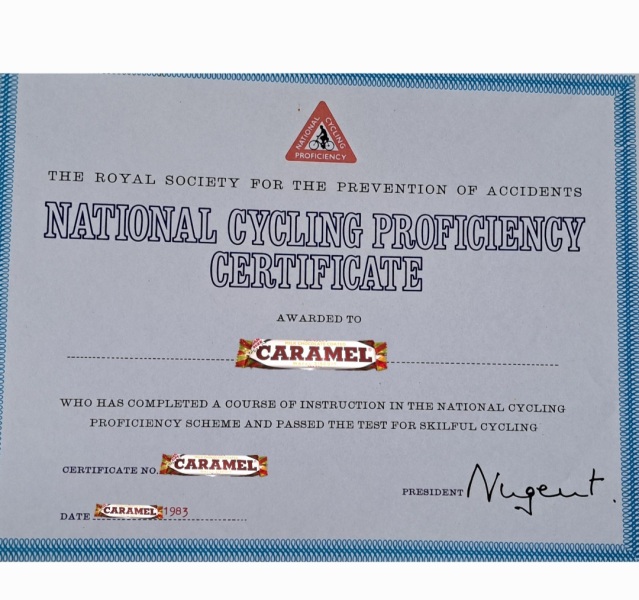 NATIONAL CYCLING
PROFICIENCY
THE ROYAL SOCIETY FOR THE PREVENTION OF ACCIDENTS
NATIONAL CYCLING PROFICIENCY
CERTIFICATE
AWARDED TO
CARAMEL
WHO HAS COMPLETED A COURSE OF INSTRUCTION IN THE NATIONAL CYCLING
PROFICIENCY SCHEME AND PASSED THE TEST FOR SKILFUL CYCLING
CERTIFICATE NO. CARAMEL
PRESIDENT Nugent.
DATE CARAMEL 1983